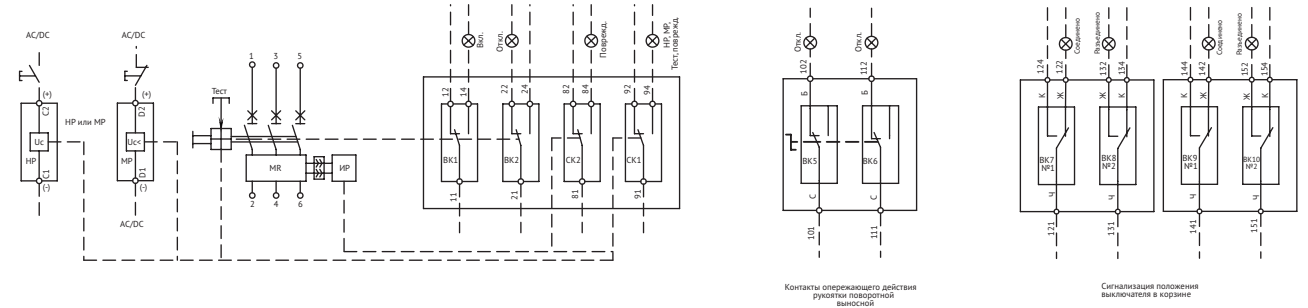 AC/DC
(+)
C2
Uc
НР
C1
(-)
НР или МР
AC/DC
(+)
D2
Uc<
МР
D1
(-)
AC/DC
Тест
1 3 5
MR
ИР
2 4 6
Вкл.
Откл.
Поврежд.
НР, МР,
Тест, поврежд.
12 14 22 24 82 84 92 94
ВК1 ВК2 СК2 СК1
11 21 81 91
Откл. Откл.
102 112
Б Б
ВК5 ВК6
С С
101 111
Контакты опережающего действия
рукоятки поворотной
выносной
Соединено
Разъединено
Соединено
Разъединено
124 122 132 134 144 142 152 154
К Ж Ж К К Ж Ж К
ВК7
№1
ВК8
№2
ВК9
№1
ВК10
№2
Ч Ч Ч Ч
121 131 141 151
Сигнализация положения
выключателя в корзине